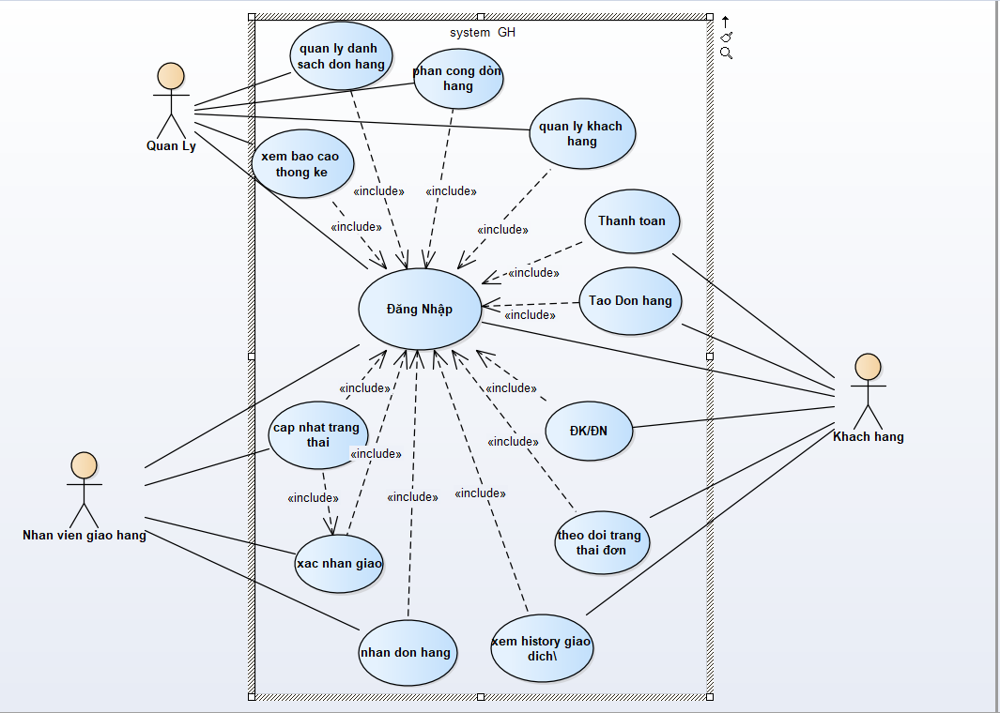 system GH
quan ly danh
sach don hang
phan cong dòn
hang
quan ly khach
hang
Quan Ly
xem bao cao
thong ke
«include»
«include»
«include»
«include»
Thanh toan
«include»
Tao Don hang
«include»
Đăng Nhập
«include»
«include»
cap nhat trang
thai
ĐK/ĐN
Khach hang
«include»
«include»
«include»
«include»
«include»
Nhan vien giao hang
theo doi trang
thai đơn
xac nhan giao
nhan don hang
xem history giao
dich\